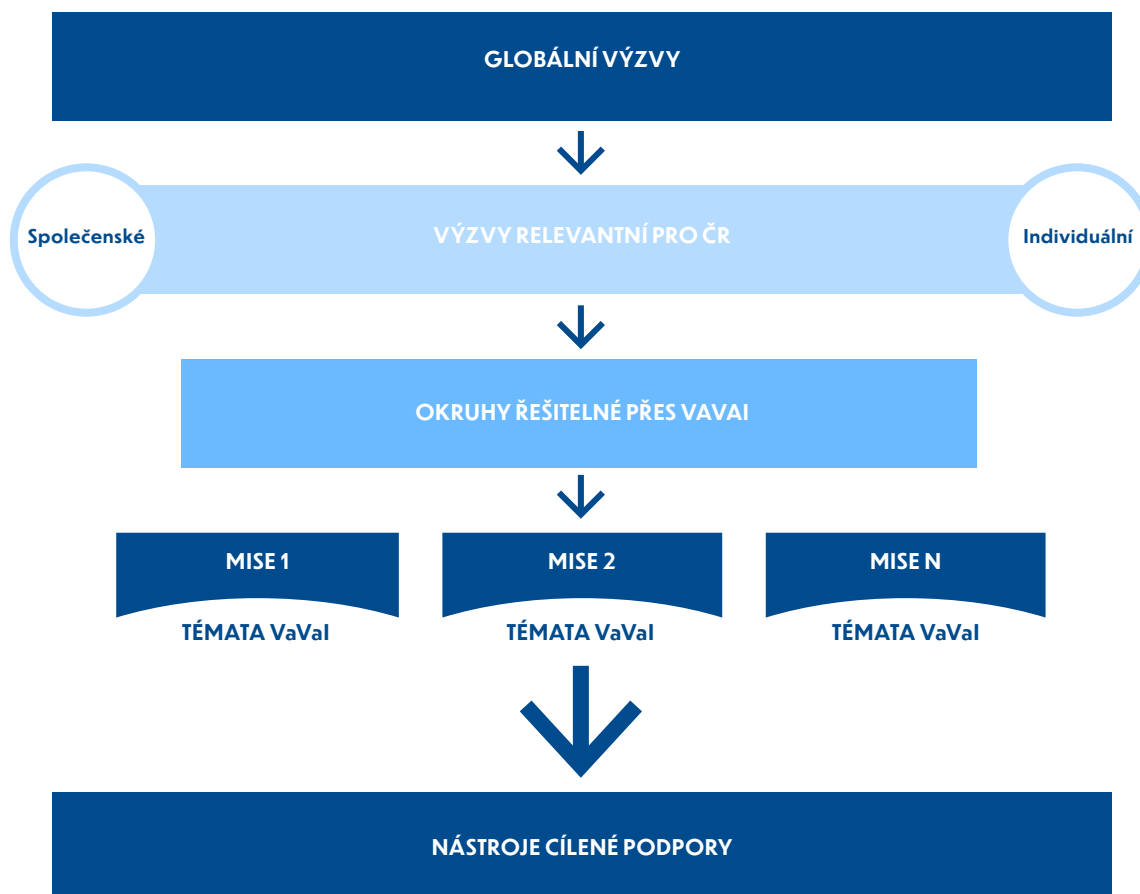 GLOBÁLNÍ VÝZVY
Společenské
VÝZVY RELEVANTNÍ PRO ČR
Individuální
OKRUHY ŘEŠITELNÉ PŘES VAVAI
MISE 1
MISE 2
MISE N
TÉMATA VaVaI
TÉMATA VaVaI
TÉMATA VaVaI
NÁSTROJE CÍLENÉ PODPORY